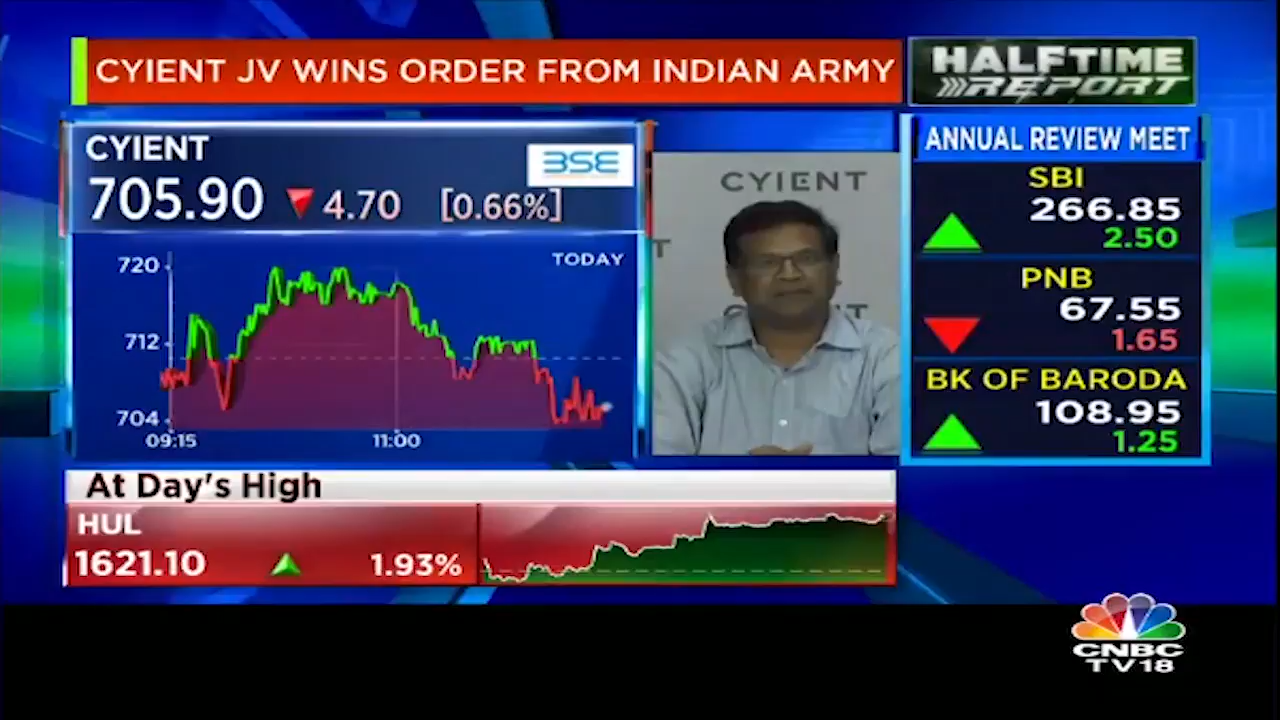 CYIENT JV WINS ORDER FROM INDIAN ARMY
HALFTIME
REPORT
CYIENT
BSE
705.90 4.70 [0.66%]
TODAY
720
712
704
09:15 11:00
CYIENT
T
CYIENT
ANNUAL REVIEW MEET
SBI
266.85
2.50
PNB
67.55
1.65
BK OF BARODA
108.95
1.25
At Day's High
HUL
1621.10 1.93%
CNBC
TV18